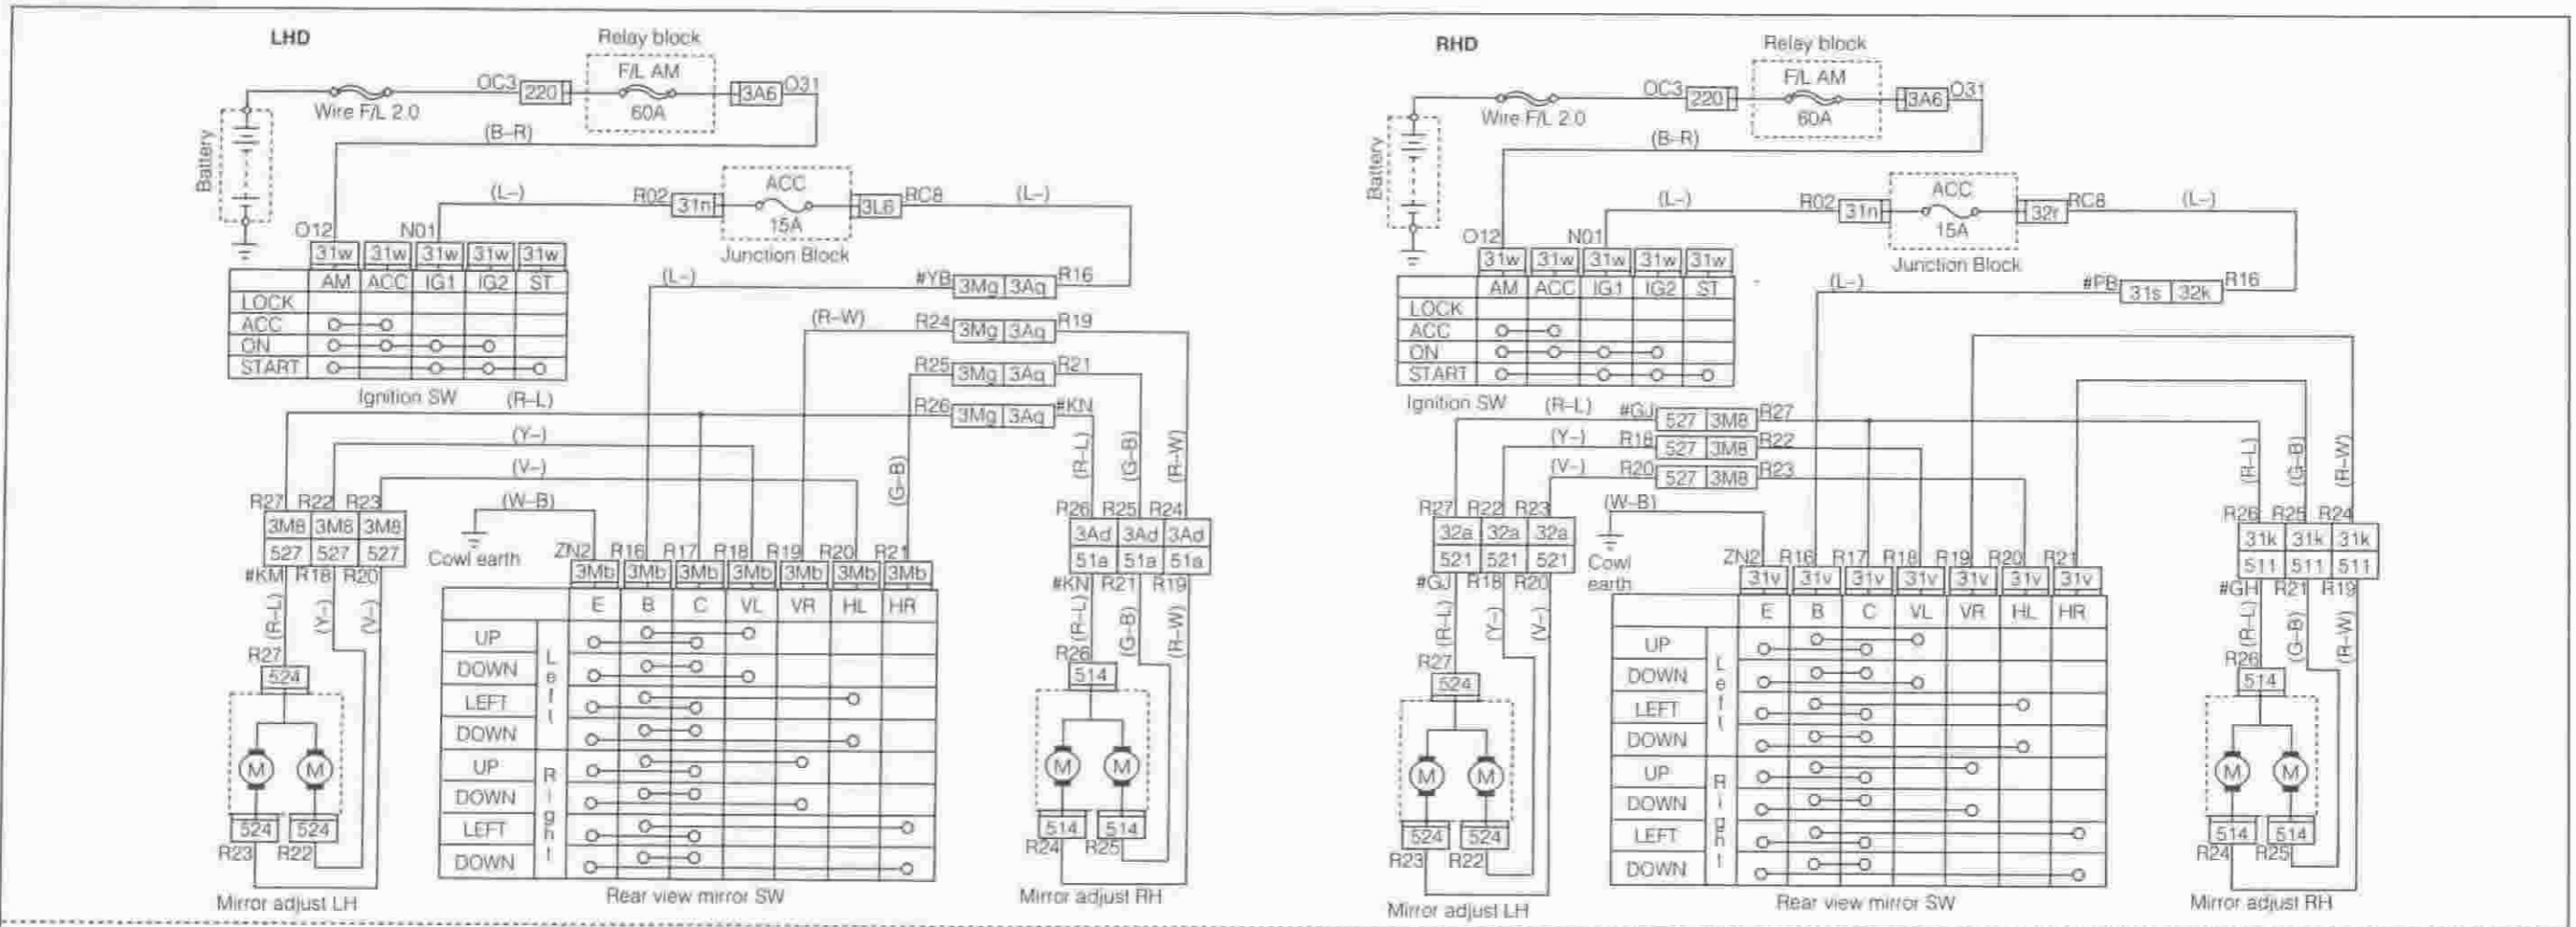 LHD
Relay block
F/L AM
60A
OC3 220
3A6 O31
Wire F/L 2.0
Battery
(B–R)
(L–)
R02 31n
ACC
15A
3L6 RC8
(L–)
Junction Block
O12
N01
31w 31w 31w 31w 31w
AM ACC IG1 IG2 ST
LOCK
ACC
ON
START
Ignition SW
(L–)
#YB 3Mg 3Aq R16
(R–W)
R24 3Mg 3Aq R19
R25 3Mg 3Aq R21
(R–L)
R26 3Mg 3Aq #KN
(Y–)
(V–)
(W–B)
Cowl earth
(G–B)
(R–L) (G–B) (R–W)
R27 R22 R23
3M8 3M8 3M8
527 527 527
#KM R18 R20
(R–L) (Y–) (V–)
R27
524
M M
524 524
R23 R22
Mirror adjust LH
ZN2 R16 R17 R18 R19 R20 R21
3Mb 3Mb 3Mb 3Mb 3Mb 3Mb 3Mb
E B C VL VR HL HR
Left
UP
DOWN
LEFT
DOWN
Right
UP
DOWN
LEFT
DOWN
Rear view mirror SW
R26 R25 R24
3Ad 3Ad 3Ad
51a 51a 51a
#KN R21 R19
(R–L) (G–B) (R–W)
R26
514
M M
514 514
R24 R25
Mirror adjust RH
RHD
Relay block
F/L AM
60A
OC3 220
3A6 O31
Wire F/L 2.0
Battery
(B–R)
(L–)
R02 31n
ACC
15A
32r RC8
(L–)
Junction Block
O12
N01
31w 31w 31w 31w 31w
AM ACC IG1 IG2 ST
LOCK
ACC
ON
START
Ignition SW
(L–)
#PB 31s 32k R16
(R–L)
#GJ 527 3M8 R27
(Y–)
R18 527 3M8 R22
(V–)
R20 527 3M8 R23
(W–B)
Cowl
earth
(R–L) (G–B) (R–W)
R27 R22 R23
32a 32a 32a
521 521 521
#GJ R18 R20
(R–L) (Y–) (V–)
R27
524
M M
524 524
R23 R22
Mirror adjust LH
ZN2 R16 R17 R18 R19 R20 R21
31v 31v 31v 31v 31v 31v 31v
E B C VL VR HL HR
Left
UP
DOWN
LEFT
DOWN
Right
UP
DOWN
LEFT
DOWN
Rear view mirror SW
R26 R25 R24
31k 31k 31k
511 511 511
#GH R21 R19
(R–L) (G–B) (R–W)
R26
514
M M
514 514
R24 R25
Mirror adjust RH